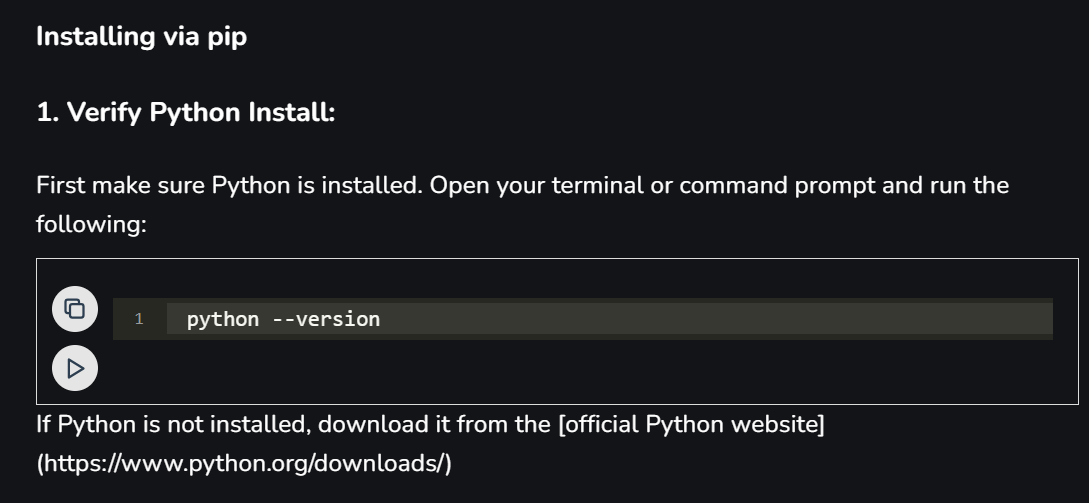 Installing via pip
1. Verify Python Install:
First make sure Python is installed. Open your terminal or command prompt and run the
following:
1 python --version
If Python is not installed, download it from the [official Python website]
(https://www.python.org/downloads/)